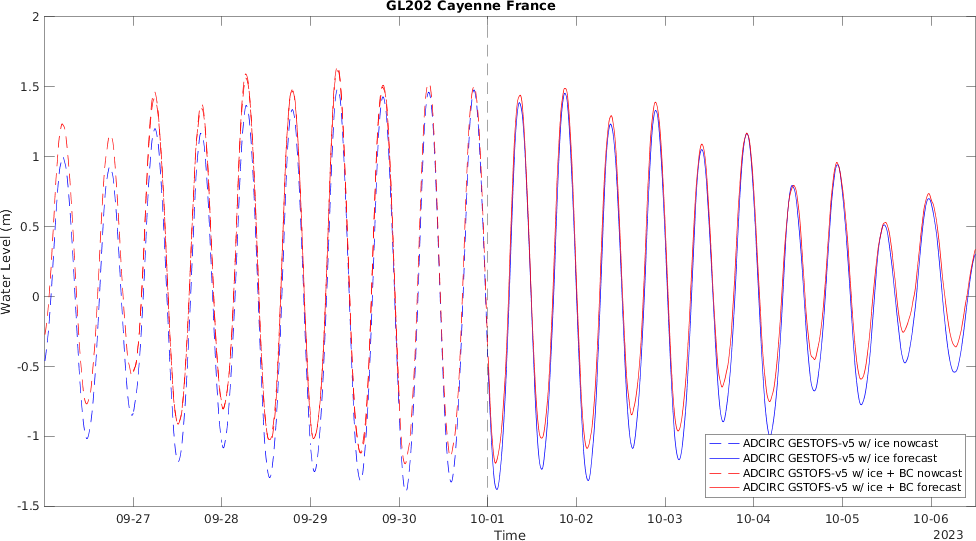 GL202 Cayenne France
2
1.5
1
0.5
0
-0.5
-1
-1.5
Water Level (m)
09-27 09-28 09-29 09-30 10-01 10-02 10-03 10-04 10-05 10-06
Time
2023
ADCIRC GESTOFS-v5 w/ ice nowcast
ADCIRC GESTOFS-v5 w/ ice forecast
ADCIRC GSTOFS-v5 w/ ice + BC nowcast
ADCIRC GSTOFS-v5 w/ ice + BC forecast